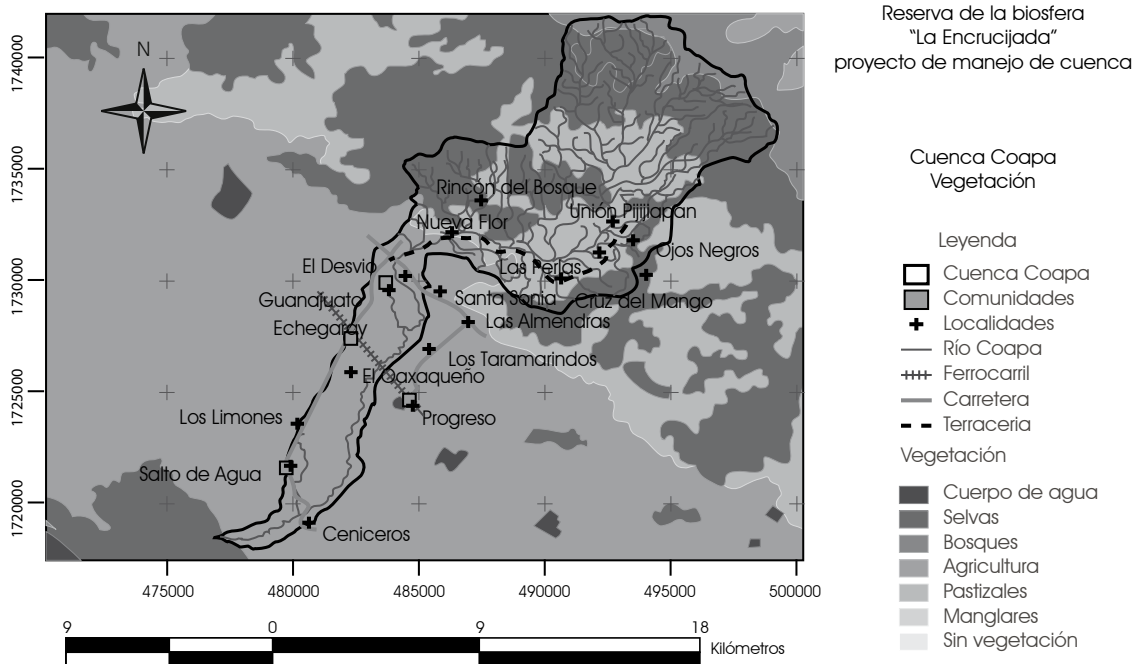 Reserva de la biosfera
“La Encrucijada”
proyecto de manejo de cuenca
Cuenca Coapa
Vegetación
Leyenda
Cuenca Coapa
Comunidades
Localidades
Río Coapa
Ferrocarril
Carretera
Terraceria
Vegetación
Cuerpo de agua
Selvas
Bosques
Agricultura
Pastizales
Manglares
Sin vegetación
N
1740000
1735000
1730000
1725000
1720000
Rincón del Bosque
Unión Pijijiapan
Nueva Flor
Ojos Negros
El Desvio
Las Perlas
Guanajuato
Santa Sonia
Cruz del Mango
Echegaray
Las Almendras
Los Taramarindos
El Oaxaqueño
Los Limones
Progreso
Salto de Agua
Ceniceros
475000 480000 485000 490000 495000 500000
9 0 9 18
Kilómetros